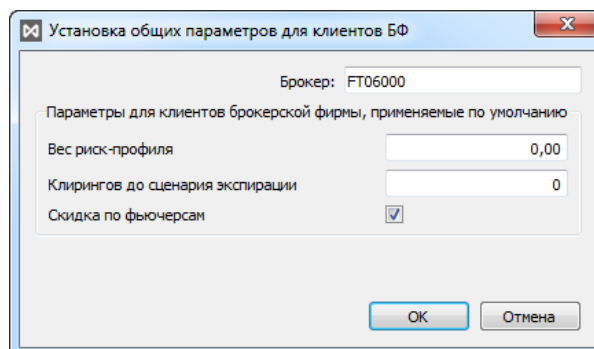 Установка общих параметров для клиентов БФ
Брокер: FT06000
Параметры для клиентов брокерской фирмы, применяемые по умолчанию
Вес риск-профиля 0,00
Клирингов до сценария экспирации 0
Скидка по фьючерсам
OK Отмена